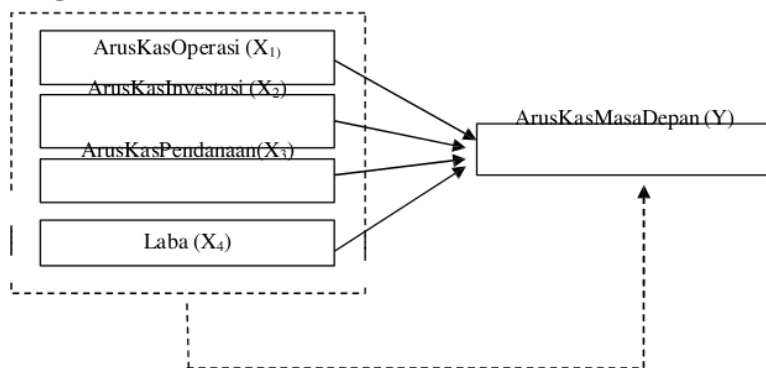 ArusKasOperasi (X₁)
ArusKasInvestasi (X₂)
ArusKasPendanaan(X₃)
Laba (X₄)
ArusKasMasaDepan (Y)